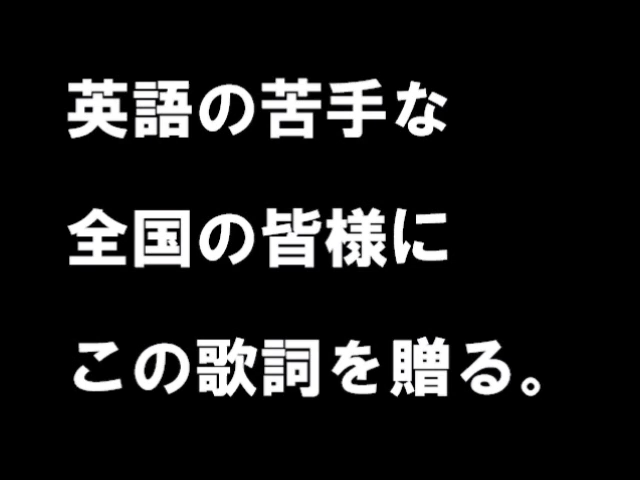 英語の苦手な
全国の皆様に
この歌詞を贈る。